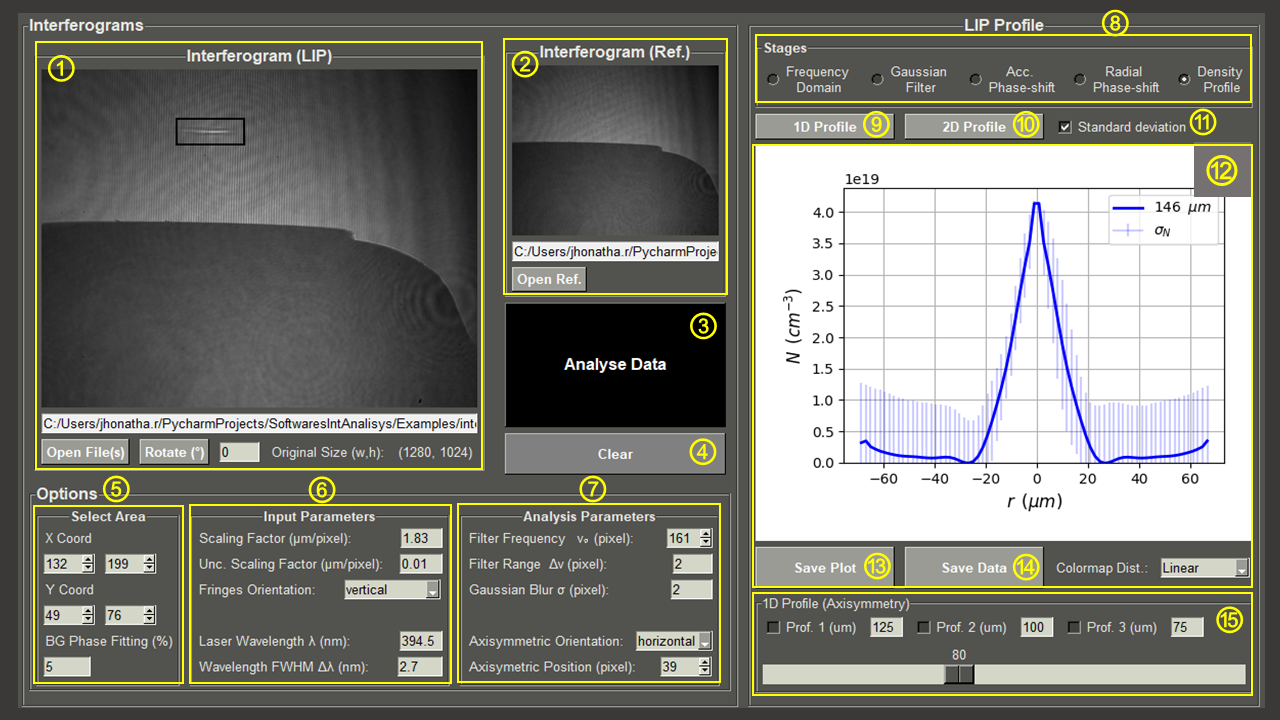 Interferograms
Interferogram (LIP)
①
C:/Users/jhonatha.r/PycharmProjects/SoftwaresIntAnalisys/Examples/int
Open File(s)
Rotate (°)
0
Original Size (w,h): (1280, 1024)
Interferogram (Ref.)
②
C:/Users/jhonatha.r/PycharmProje
Open Ref.
③
Analyse Data
Clear
④
Options
⑤
⑥
⑦
Select Area
X Coord
132 199
Y Coord
49 76
BG Phase Fitting (%)
5
Input Parameters
Scaling Factor (μm/pixel): 1.83
Unc. Scaling Factor (μm/pixel): 0.01
Fringes Orientation: vertical
Laser Wavelength λ (nm): 394.5
Wavelength FWHM Δλ (nm): 2.7
Analysis Parameters
Filter Frequency ν₀ (pixel): 161
Filter Range Δν (pixel): 2
Gaussian Blur σ (pixel): 2
Axisymmetric Orientation: horizontal
Axisymetric Position (pixel): 39
LIP Profile
⑧
Stages
Frequency
Domain
Gaussian
Filter
Acc.
Phase-shift
Radial
Phase-shift
Density
Profile
1D Profile ⑨
2D Profile ⑩
Standard deviation ⑪
⑫
1e19
146 μm
σN
4.0
3.5
3.0
2.5
2.0
1.5
1.0
0.5
0.0
N (cm⁻³)
−60 −40 −20 0 20 40 60
r (μm)
Save Plot ⑬
Save Data ⑭
Colormap Dist.: Linear
1D Profile (Axisymmetry)
⑮
Prof. 1 (um) 125
Prof. 2 (um) 100
Prof. 3 (um) 75
80